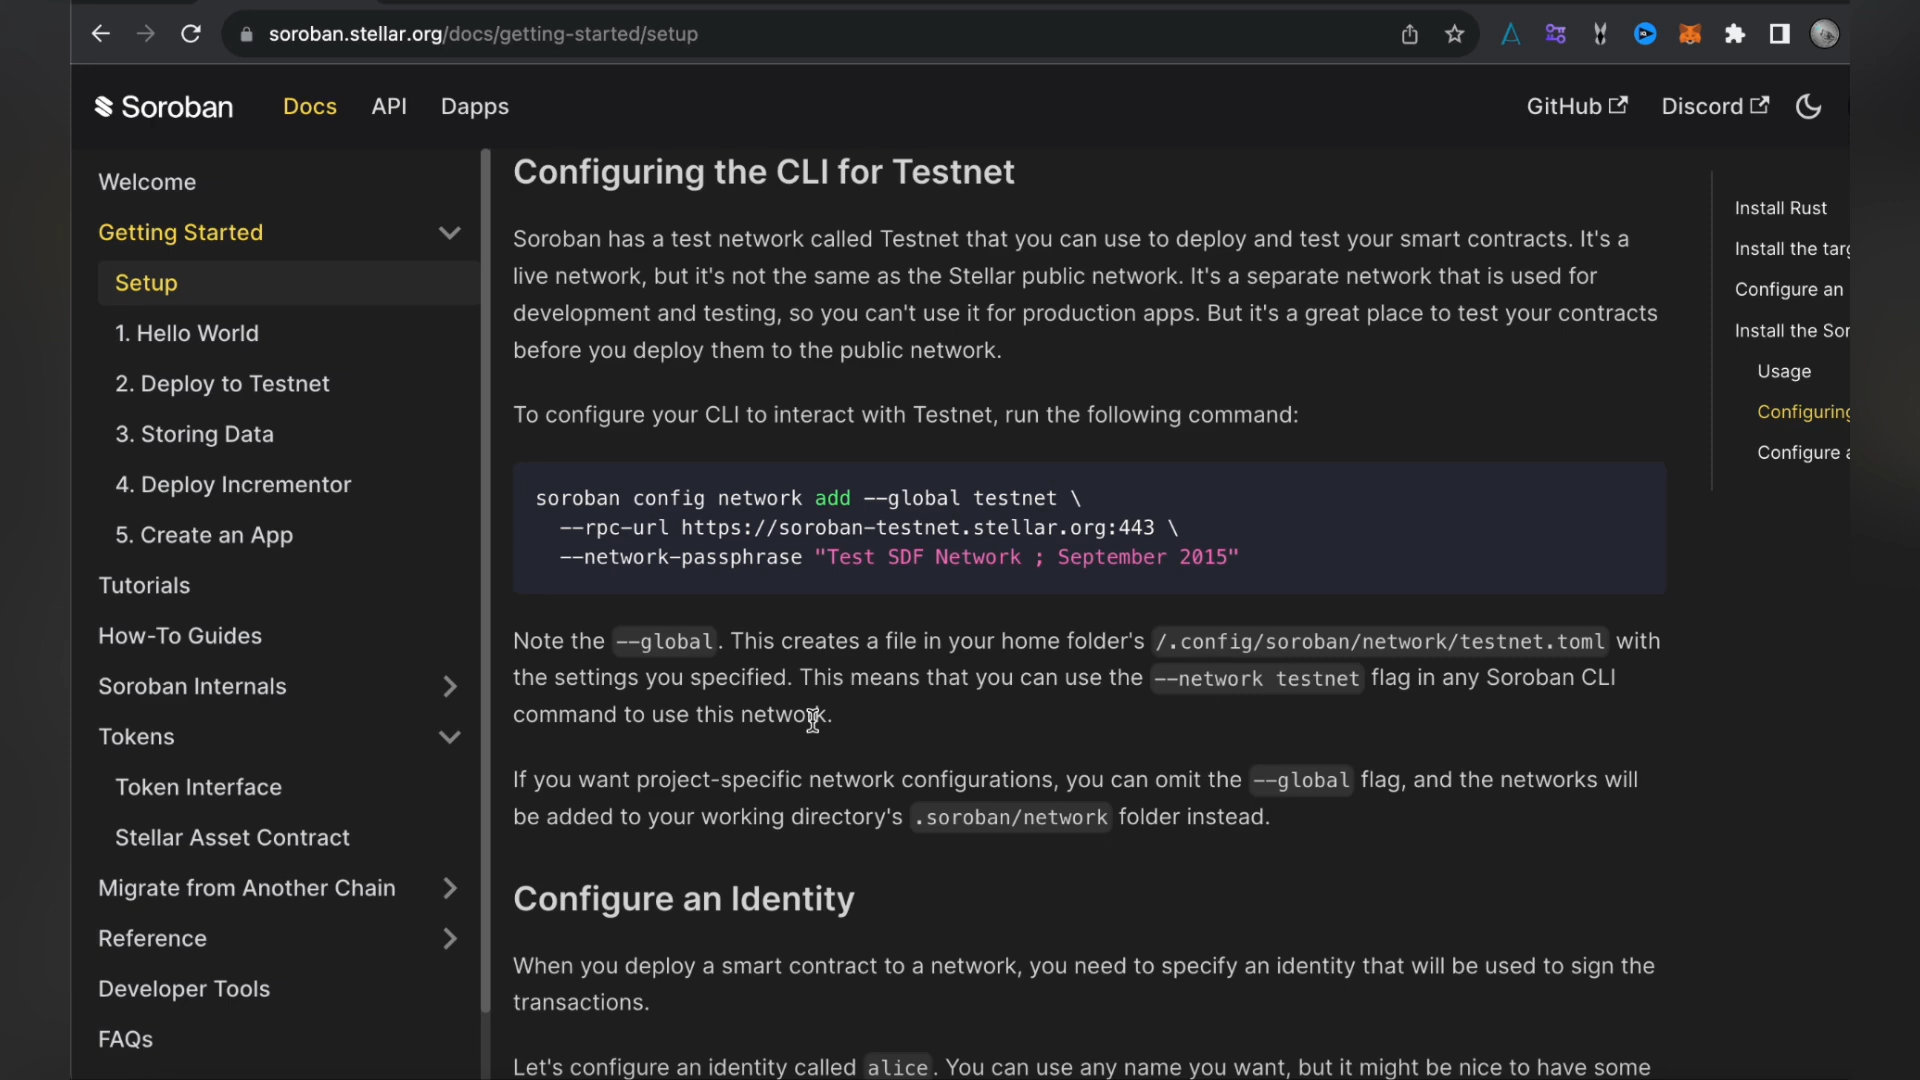 soroban.stellar.org/docs/getting-started/setup
Soroban
Docs
API
Dapps
GitHub
Discord
Welcome
Getting Started
Setup
1. Hello World
2. Deploy to Testnet
3. Storing Data
4. Deploy Incrementor
5. Create an App
Tutorials
How-To Guides
Soroban Internals
Tokens
Token Interface
Stellar Asset Contract
Migrate from Another Chain
Reference
Developer Tools
FAQs
Configuring the CLI for Testnet
Soroban has a test network called Testnet that you can use to deploy and test your smart contracts. It's a
live network, but it's not the same as the Stellar public network. It's a separate network that is used for
development and testing, so you can't use it for production apps. But it's a great place to test your contracts
before you deploy them to the public network.
To configure your CLI to interact with Testnet, run the following command:
soroban config network add --global testnet \
--rpc-url https://soroban-testnet.stellar.org:443 \
--network-passphrase "Test SDF Network ; September 2015"
Note the --global. This creates a file in your home folder's /.config/soroban/network/testnet.toml with
the settings you specified. This means that you can use the --network testnet flag in any Soroban CLI
command to use this network.
If you want project-specific network configurations, you can omit the --global flag, and the networks will
be added to your working directory's .soroban/network folder instead.
Configure an Identity
When you deploy a smart contract to a network, you need to specify an identity that will be used to sign the
transactions.
Let's configure an identity called alice. You can use any name you want, but it might be nice to have some
Install Rust
Install the targ
Configure an
Install the Sor
Usage
Configuring
Configure a